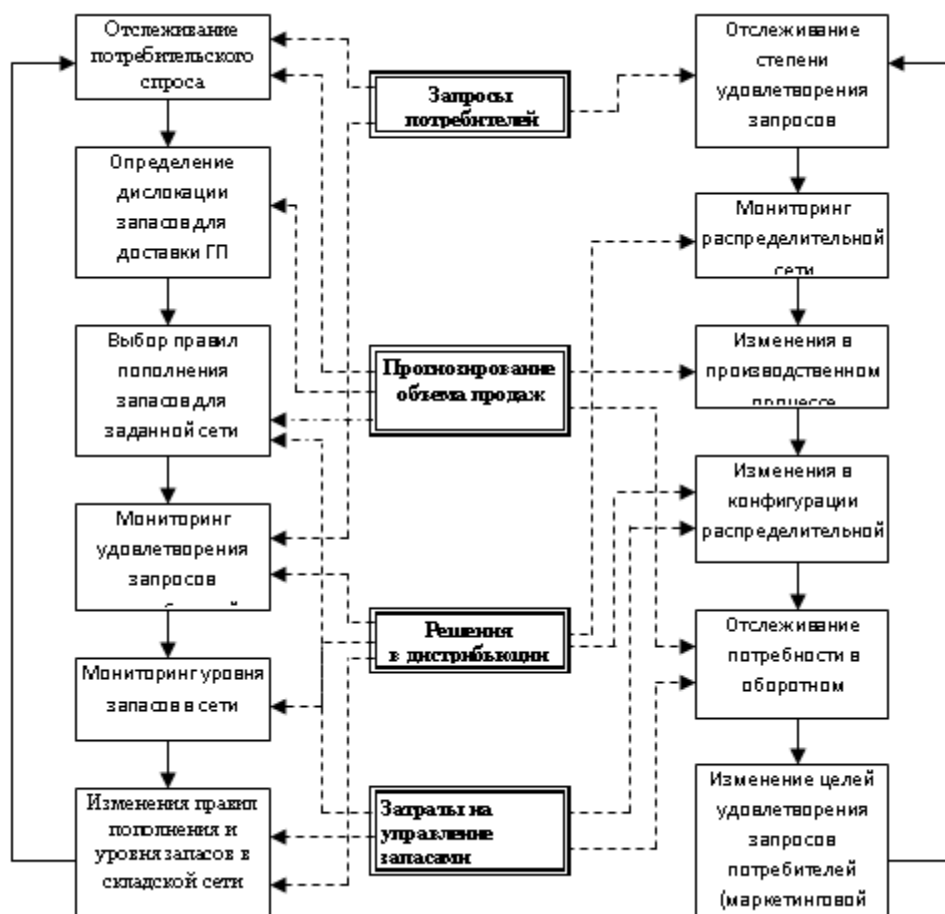 Отслеживание
потребительского
спроса
Определение
дислокации
запасов для
доставки ГП
Выбор правил
пополнения
запасов для
заданной сети
Мониторинг
удовлетворения
запросов
Мониторинг уровня
запасов в сети
Изменения правил
пополнения и
уровня запасов в
складской сети
Запросы
потребителей
Прогнозирование
объема продаж
Решения
в дистрибьюции
Затраты на
управление
запасами
Отслеживание
степени
удовлетворения
запросов
Мониторинг
распределительной
сети
Изменения в
производственном
процессе
Изменения в
конфигурации
распределительной
Отслеживание
потребности в
оборотном
Изменение целей
удовлетворения
запросов
потребителей
(маркетинговой